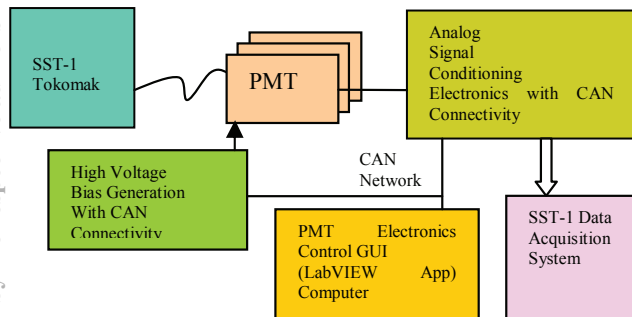 SST-1
Tokomak
PMT
Analog
Signal
Conditioning
Electronics with CAN
Connectivity
High Voltage
Bias Generation
With CAN
Connectivity
CAN
Network
PMT Electronics
Control GUI
(LabVIEW App)
Computer
SST-1 Data
Acquisition
System